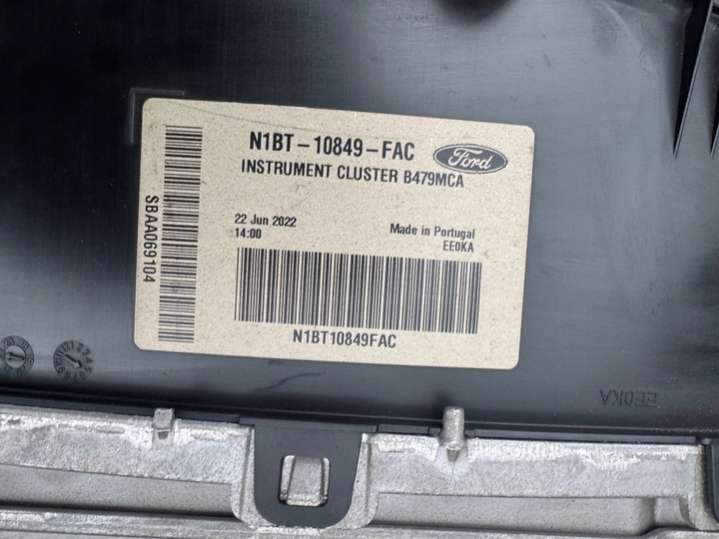 N1BT-10849-FAC
Ford
INSTRUMENT CLUSTER B479MCA
22 Jun 2022
14:00
Made in Portugal
EE0KA
SBAA069104
N1BT10849FAC
EE0KA